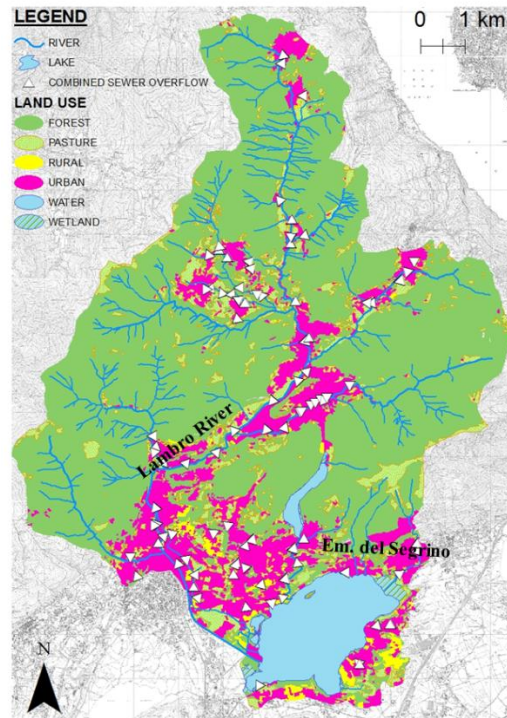 LEGEND
RIVER
LAKE
COMBINED SEWER OVERFLOW
LAND USE
FOREST
PASTURE
RURAL
URBAN
WATER
WETLAND
0 1 km
Lambro River
Em. del Segrino
N